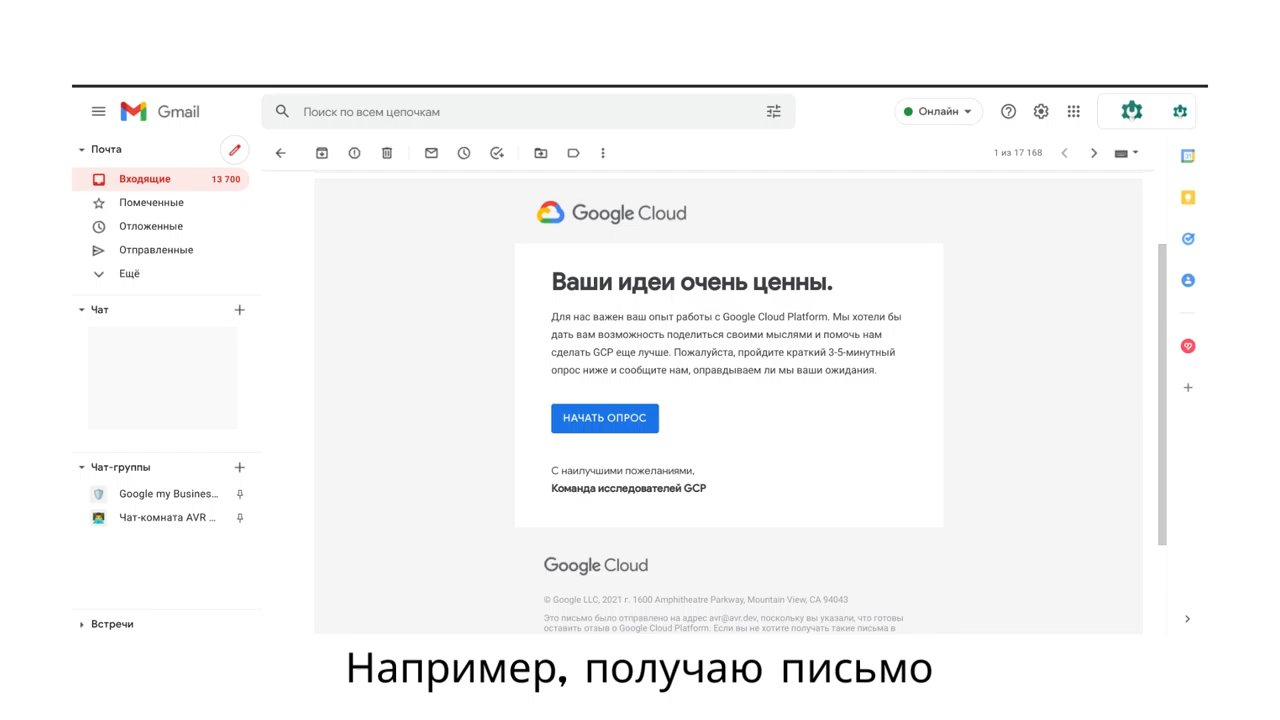 Gmail
Поиск по всем цепочкам
Онлайн
Почта
Входящие 13 700
Помеченные
Отложенные
Отправленные
Ещё
Чат
Чат-группы
Google my Busines...
Чат-комната AVR ...
Встречи
1 из 17 168
Google Cloud
Ваши идеи очень ценны.
Для нас важен ваш опыт работы с Google Cloud Platform. Мы хотели бы
дать вам возможность поделиться своими мыслями и помочь нам
сделать GCP еще лучше. Пожалуйста, пройдите краткий 3-5-минутный
опрос ниже и сообщите нам, оправдываем ли мы ваши ожидания.
НАЧАТЬ ОПРОС
С наилучшими пожеланиями,
Команда исследователей GCP
Google Cloud
© Google LLC, 2021 г. 1600 Amphitheatre Parkway, Mountain View, CA 94043
Это письмо было отправлено на адрес avr@avr.dev, поскольку вы указали, что готовы
оставить отзыв о Google Cloud Platform. Если вы не хотите получать такие письма в
31
Например, получаю письмо